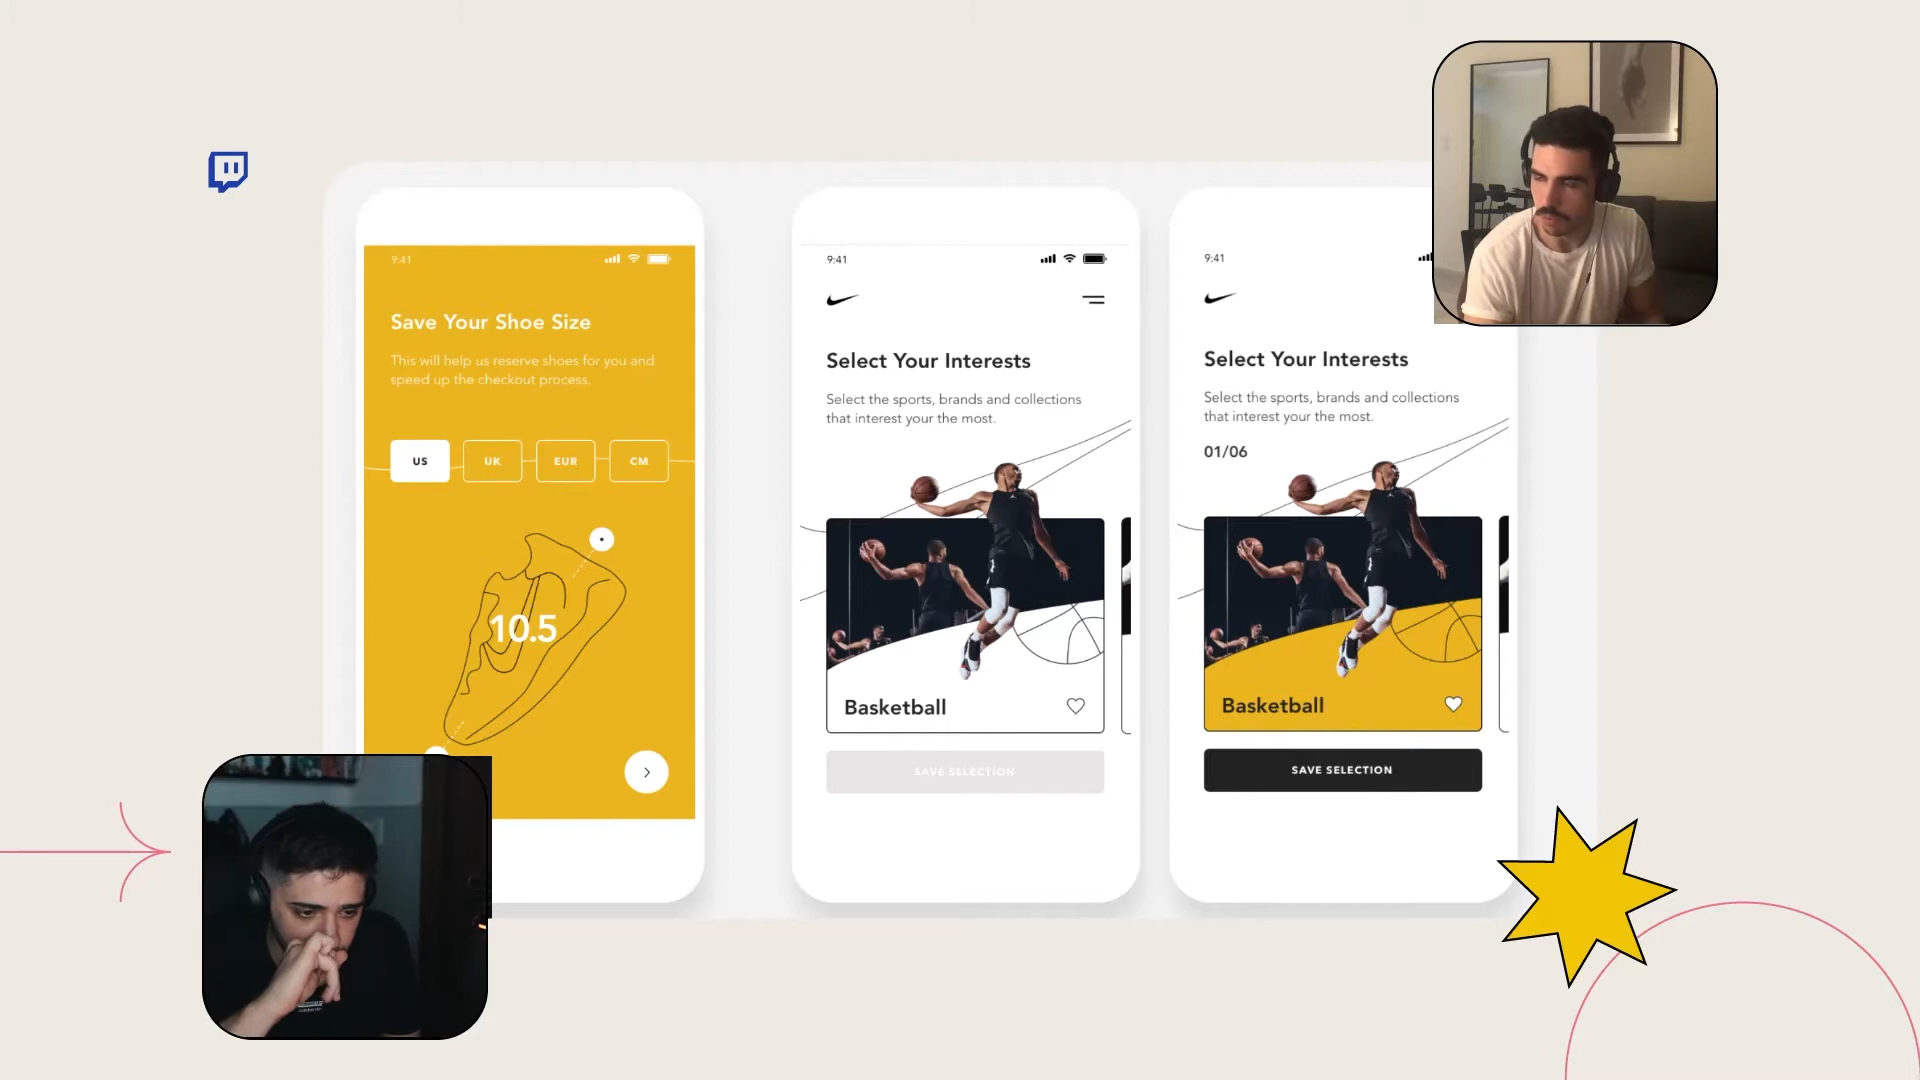 9:41
Save Your Shoe Size
This will help us reserve shoes for you and
speed up the checkout process.
US
UK
EUR
CM
10.5
9:41
Select Your Interests
Select the sports, brands and collections
that interest your the most.
Basketball
SAVE SELECTION
9:41
Select Your Interests
Select the sports, brands and collections
that interest your the most.
01/06
Basketball
SAVE SELECTION